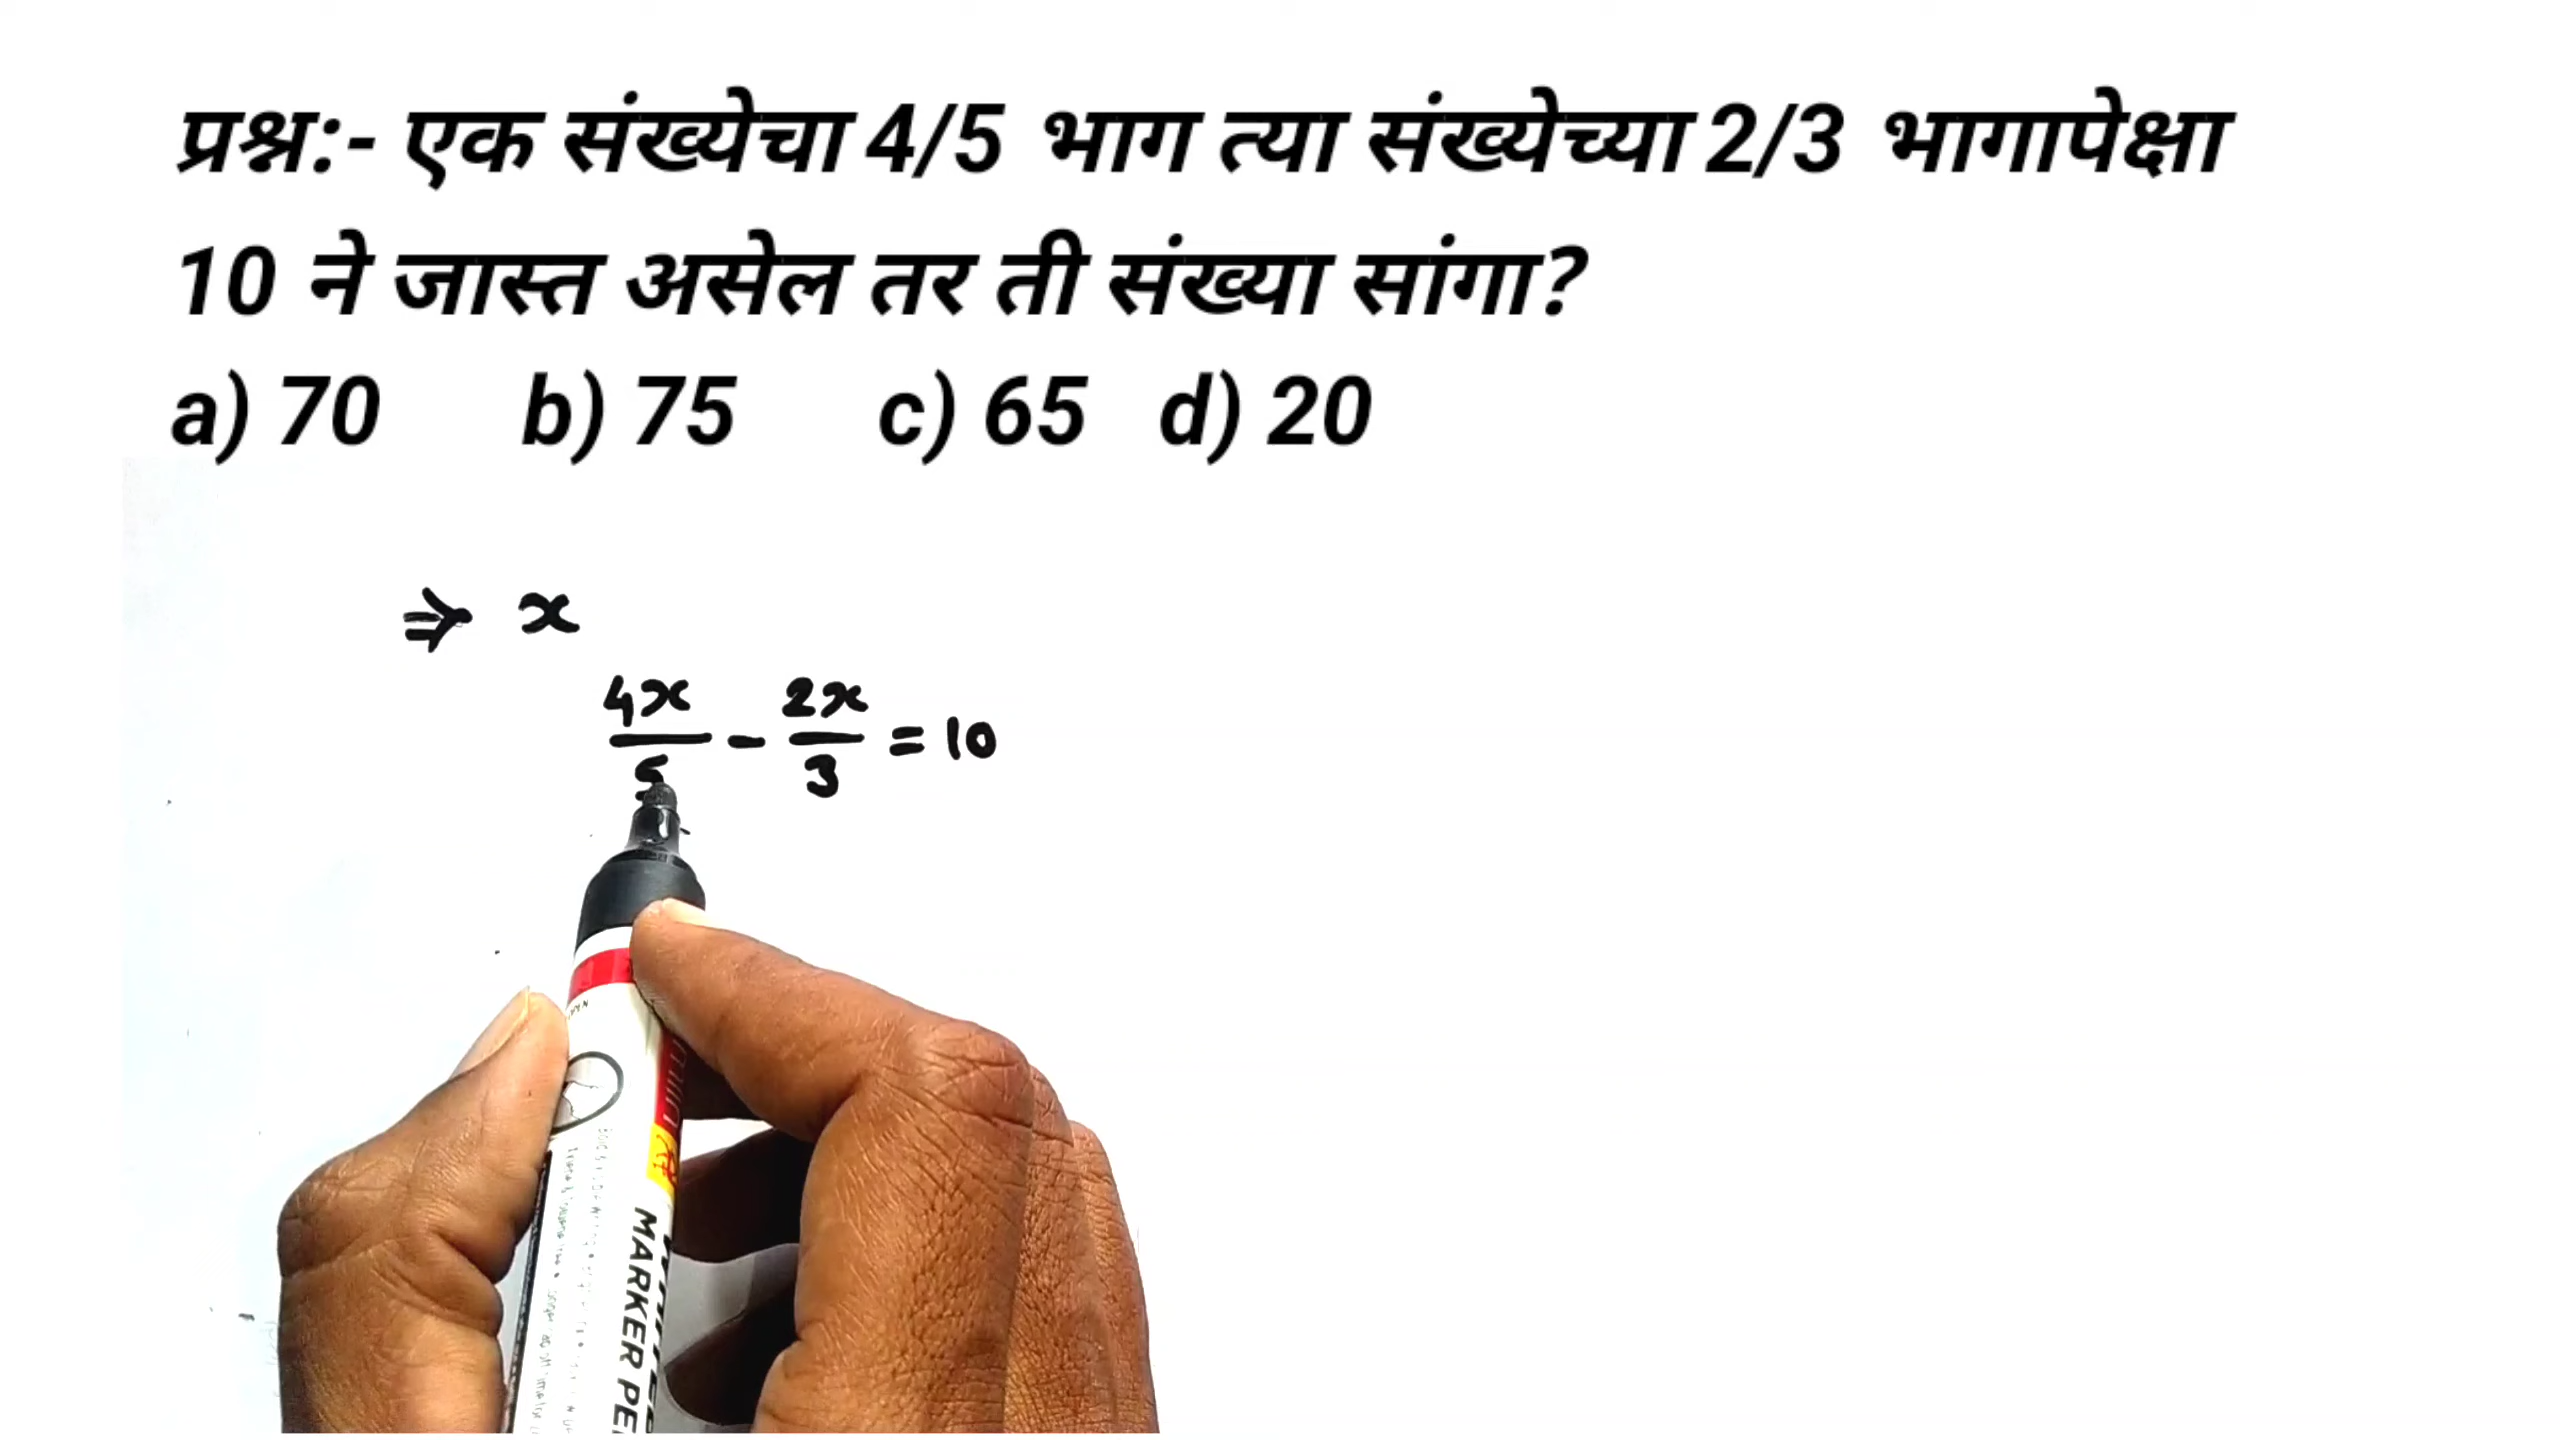 प्रश्न:- एक संख्येचा 4/5 भाग त्या संख्येच्या 2/3 भागापेक्षा
10 ने जास्त असेल तर ती संख्या सांगा?
a) 70 b) 75 c) 65 d) 20
⇒ x
4x/5 - 2x/3 = 10
MARKER PE